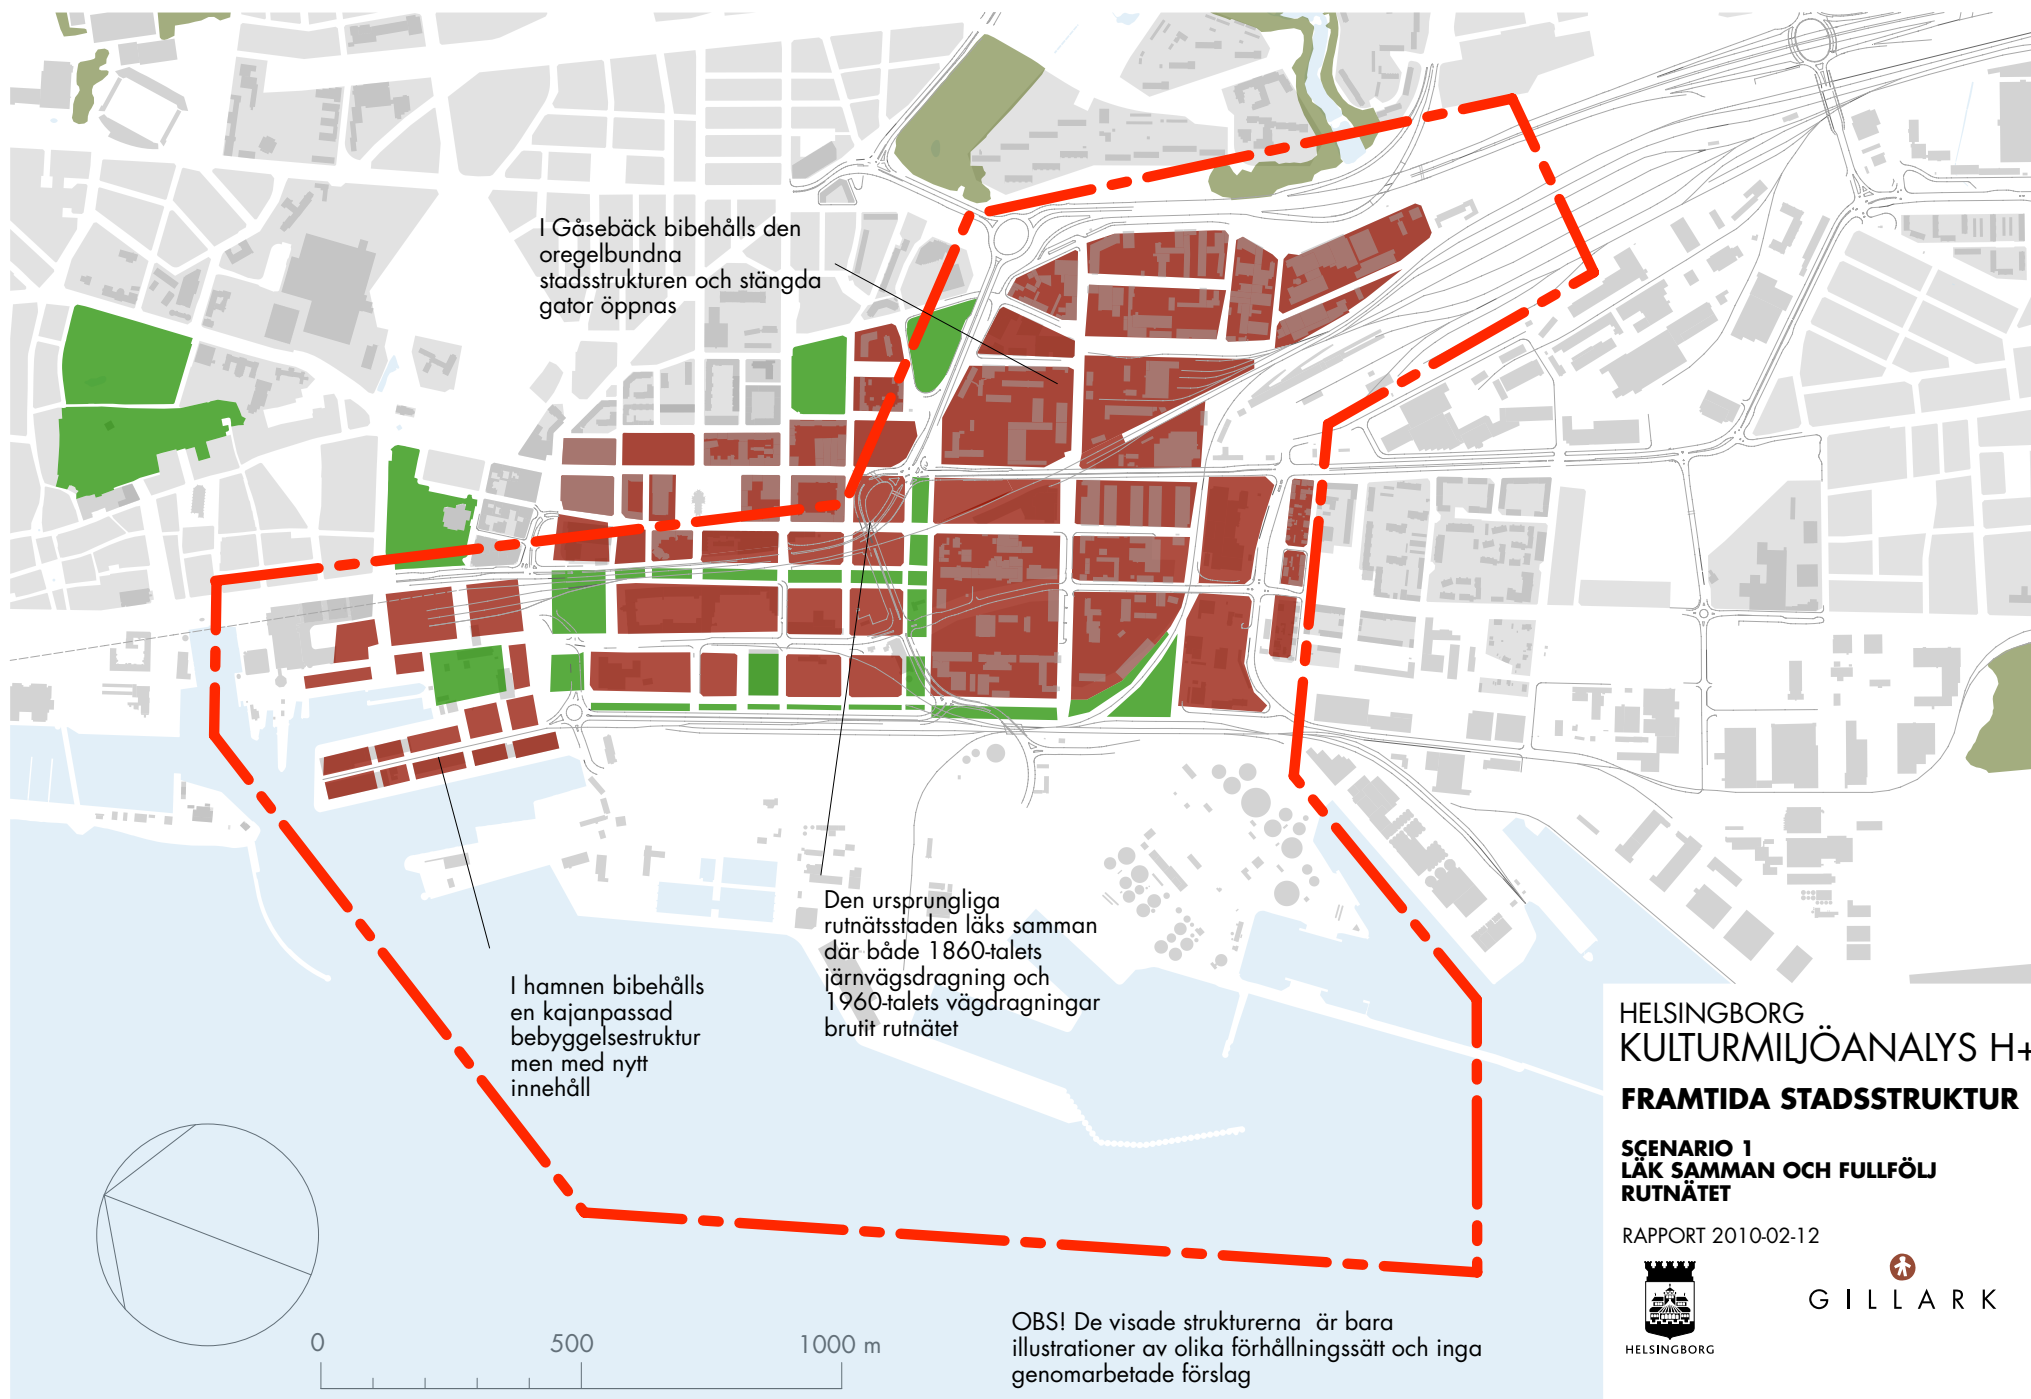 I Gåsebäck bibehålls den
oregelbundna
stadsstrukturen och stängda
gator öppnas
Den ursprungliga
rutnätsstaden läks samman
där både 1860-talets
järnvägsdragning och
1960-talets vägdragningar
brutit rutnätet
I hamnen bibehålls
en kajanpassad
bebyggelsestruktur
men med nytt
innehåll
HELSINGBORG
KULTURMILJÖANALYS H+
FRAMTIDA STADSSTRUKTUR
SCENARIO 1
LÄK SAMMAN OCH FULLFÖLJ
RUTNÄTET
RAPPORT 2010-02-12
HELSINGBORG
GILLARK
0 500 1000 m
OBS! De visade strukturerna är bara
illustrationer av olika förhållningssätt och inga
genomarbetade förslag